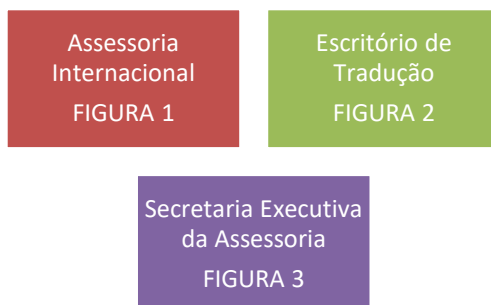 Assessoria
Internacional
FIGURA 1
Escritório de
Tradução
FIGURA 2
Secretaria Executiva
da Assessoria
FIGURA 3